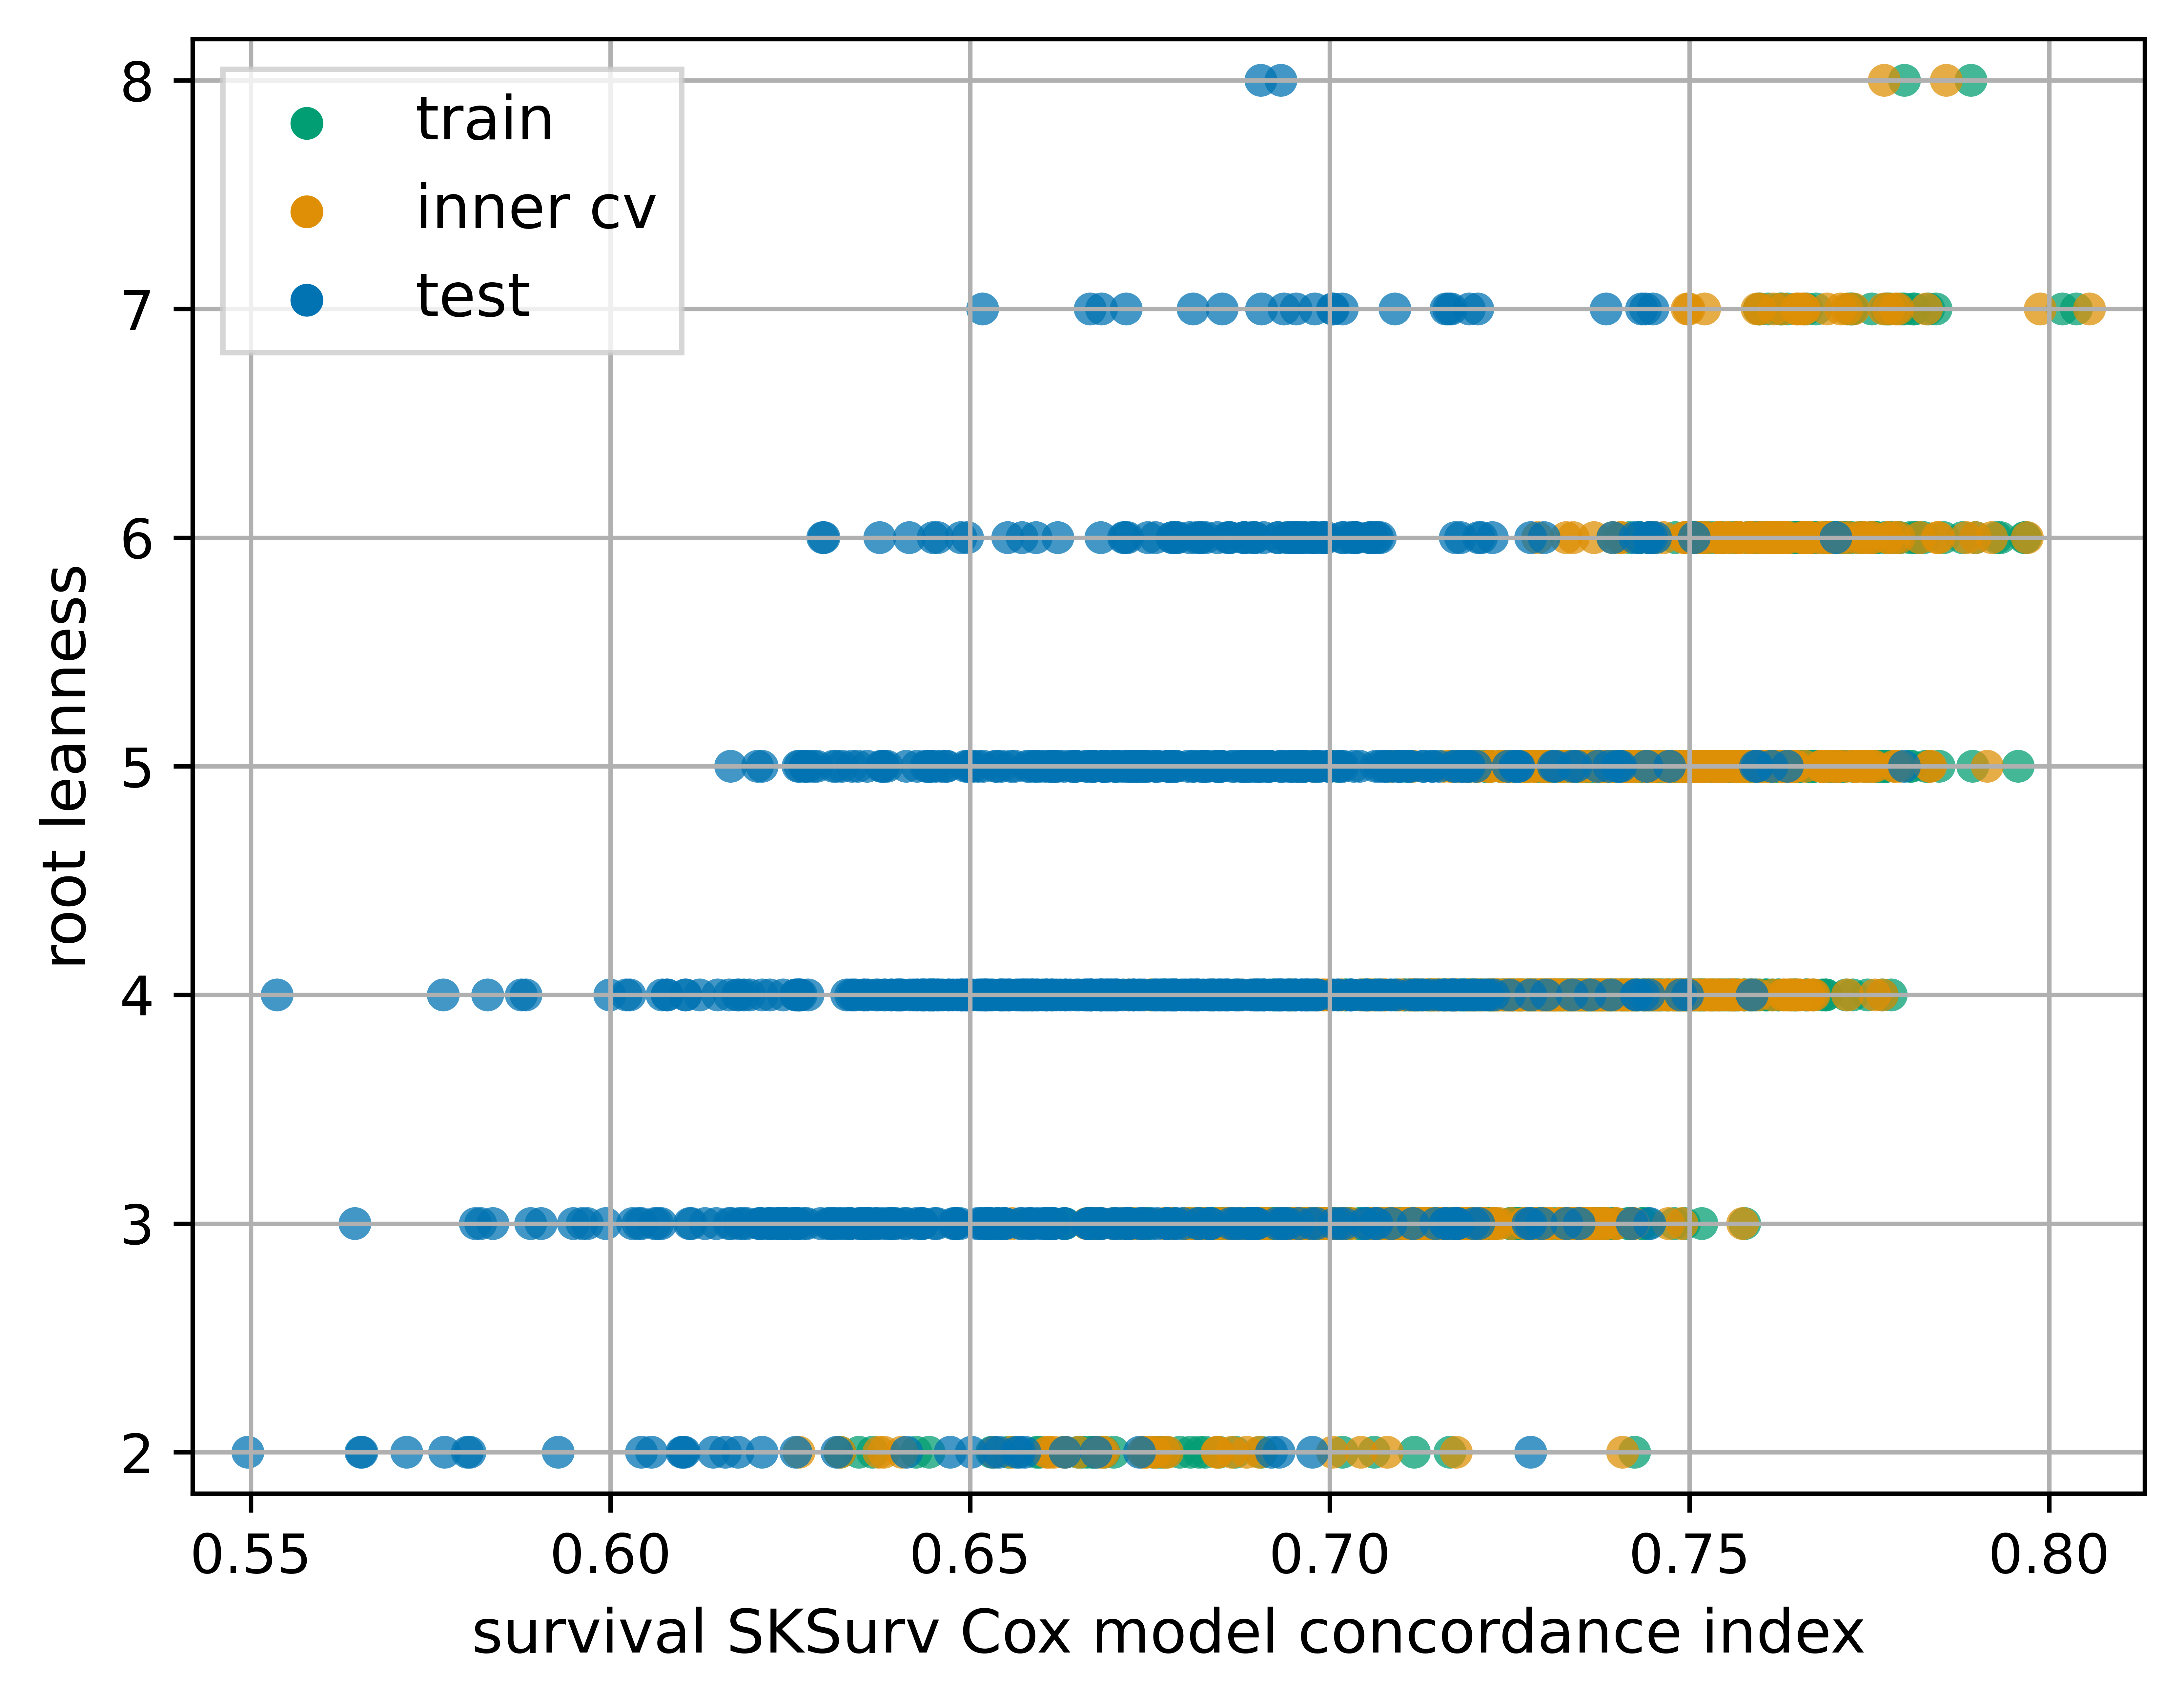 train
inner cv
test
8
7
6
5
4
3
2
root leanness
0.55 0.60 0.65 0.70 0.75 0.80
survival SKSurv Cox model concordance index